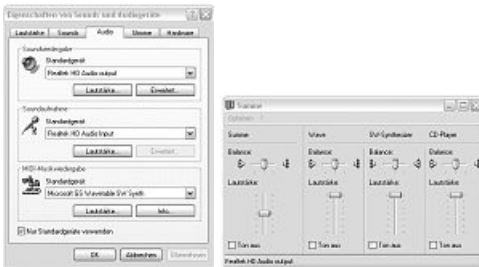 Eigenschaften von Sounds und Audiogeräte
Lautstärke Sounds Audio Stimme Hardware
Soundwiedergabe
Standardgerät:
Realtek HD Audio output
Lautstärke... Erweitert...
Soundaufnahme
Standardgerät:
Realtek HD Audio Input
Lautstärke... Erweitert...
MIDI-Musikwiedergabe
Standardgerät:
Microsoft GS Wavetable SW Synth
Lautstärke... Info...
Nur Standardgeräte verwenden
OK Abbrechen Übernehmen
Summe
Optionen ?
Summe Wave SW-Synthesizer CD-Player
Balance: Balance: Balance: Balance:
Lautstärke: Lautstärke: Lautstärke: Lautstärke:
Ton aus Ton aus Ton aus Ton aus
Realtek HD Audio output